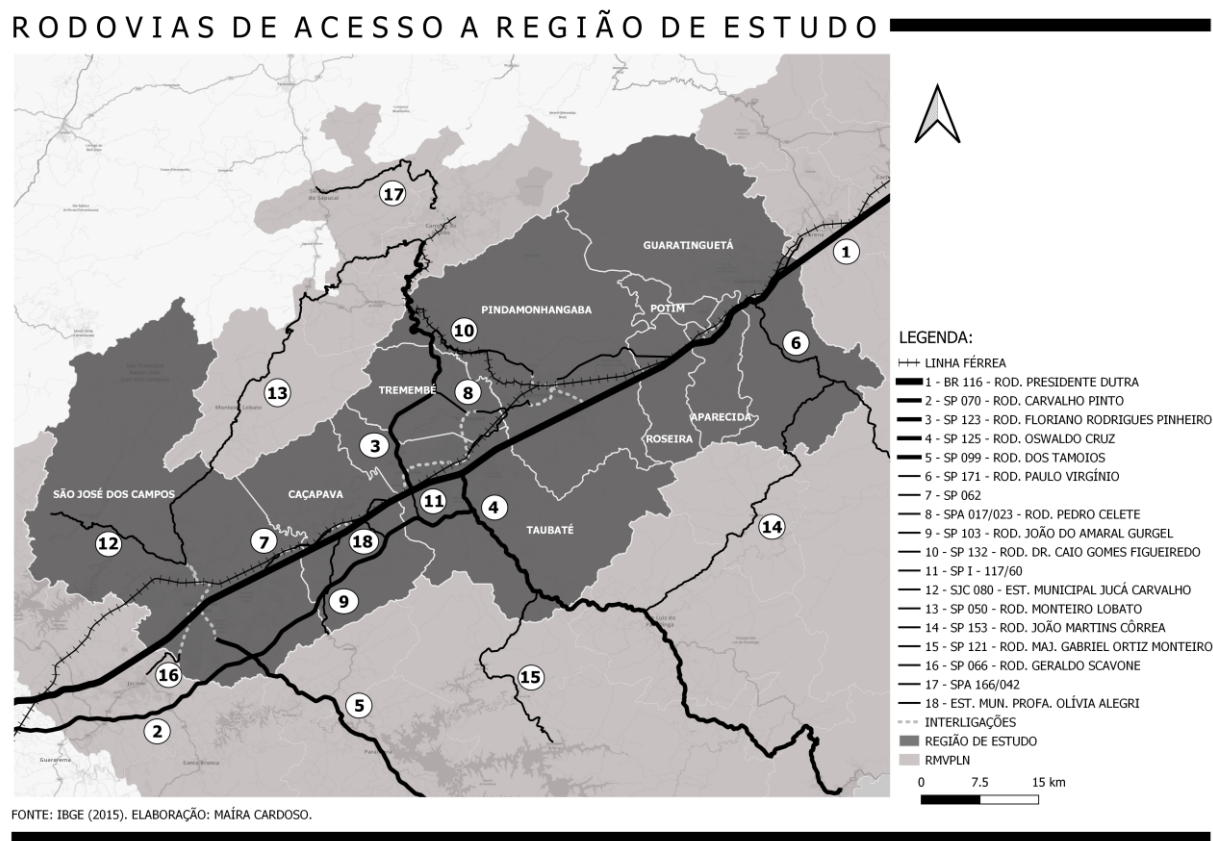 RODOVIAS DE ACESSO A REGIÃO DE ESTUDO
17
1
GUARATINGUETÁ
PINDAMONHANGABA
POTIM
10
6
13
TREMEMBÉ
8
APARECIDA
3
ROSEIRA
SÃO JOSÉ DOS CAMPOS
CAÇAPAVA
11
4
TAUBATÉ
14
12
7
18
9
16
15
5
2
Monteiro Lobato
Guararema
Santa Branca
LEGENDA:
LINHA FÉRREA
1 - BR 116 - ROD. PRESIDENTE DUTRA
2 - SP 070 - ROD. CARVALHO PINTO
3 - SP 123 - ROD. FLORIANO RODRIGUES PINHEIRO
4 - SP 125 - ROD. OSWALDO CRUZ
5 - SP 099 - ROD. DOS TAMOIOS
6 - SP 171 - ROD. PAULO VIRGÍNIO
7 - SP 062
8 - SPA 017/023 - ROD. PEDRO CELETE
9 - SP 103 - ROD. JOÃO DO AMARAL GURGEL
10 - SP 132 - ROD. DR. CAIO GOMES FIGUEIREDO
11 - SP I - 117/60
12 - SJC 080 - EST. MUNICIPAL JUCÁ CARVALHO
13 - SP 050 - ROD. MONTEIRO LOBATO
14 - SP 153 - ROD. JOÃO MARTINS CÔRREA
15 - SP 121 - ROD. MAJ. GABRIEL ORTIZ MONTEIRO
16 - SP 066 - ROD. GERALDO SCAVONE
17 - SPA 166/042
18 - EST. MUN. PROFA. OLÍVIA ALEGRI
INTERLIGAÇÕES
REGIÃO DE ESTUDO
RMVPLN
0 7.5 15 km
FONTE: IBGE (2015). ELABORAÇÃO: MAÍRA CARDOSO.